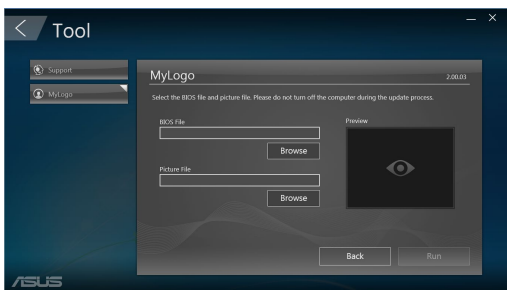 Tool
Support
MyLogo
MyLogo
2.00.03
Select the BIOS file and picture file. Please do not turn off the computer during the update process.
BIOS File
Browse
Picture File
Browse
Preview
Back
Run
ASUS